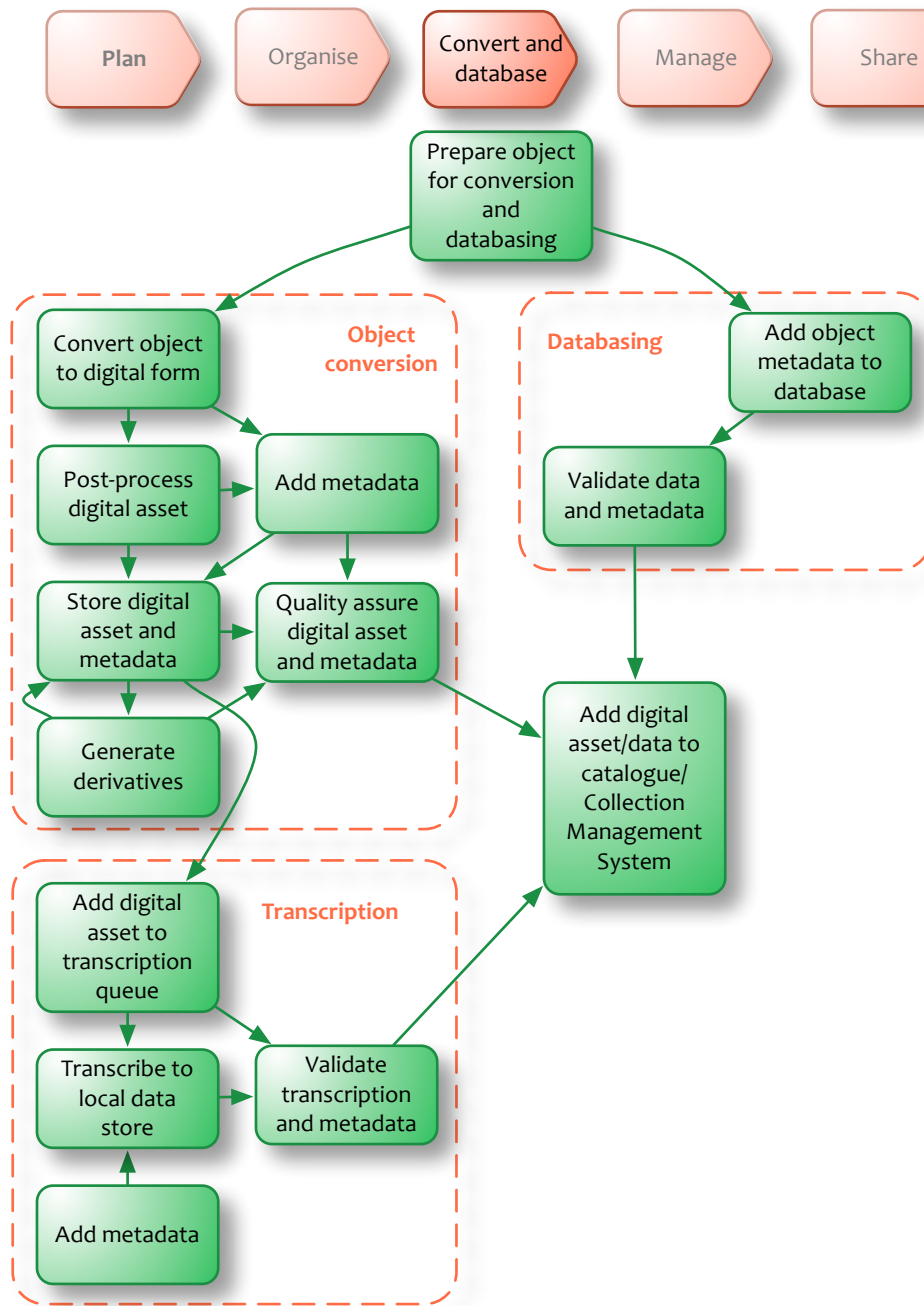 Plan
Organise
Convert and
database
Manage
Share
Prepare object
for conversion
and
databasing
Object
conversion
Convert object
to digital form
Post-process
digital asset
Add metadata
Store digital
asset and
metadata
Quality assure
digital asset
and metadata
Generate
derivatives
Databasing
Add object
metadata to
database
Validate data
and metadata
Add digital
asset/data to
catalogue/
Collection
Management
System
Transcription
Add digital
asset to
transcription
queue
Transcribe to
local data
store
Validate
transcription
and metadata
Add metadata